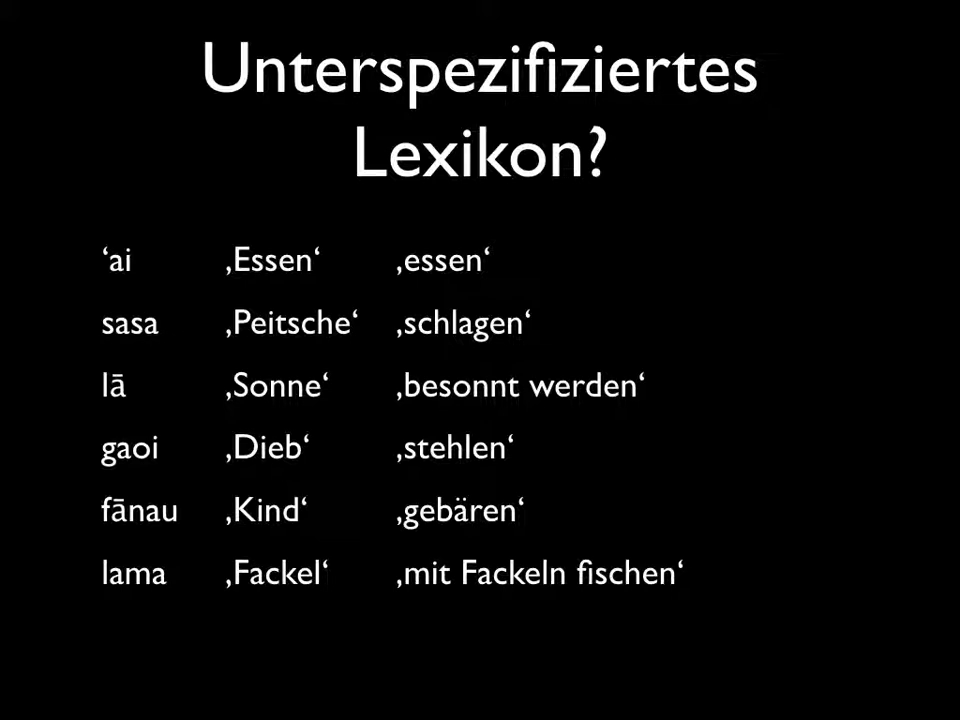 Unterspezifiziertes
Lexikon?
‘ai ‚Essen‘ ‚essen‘
sasa ‚Peitsche‘ ‚schlagen‘
lā ‚Sonne‘ ‚besonnt werden‘
gaoi ‚Dieb‘ ‚stehlen‘
fānau ‚Kind‘ ‚gebären‘
lama ‚Fackel‘ ‚mit Fackeln fischen‘